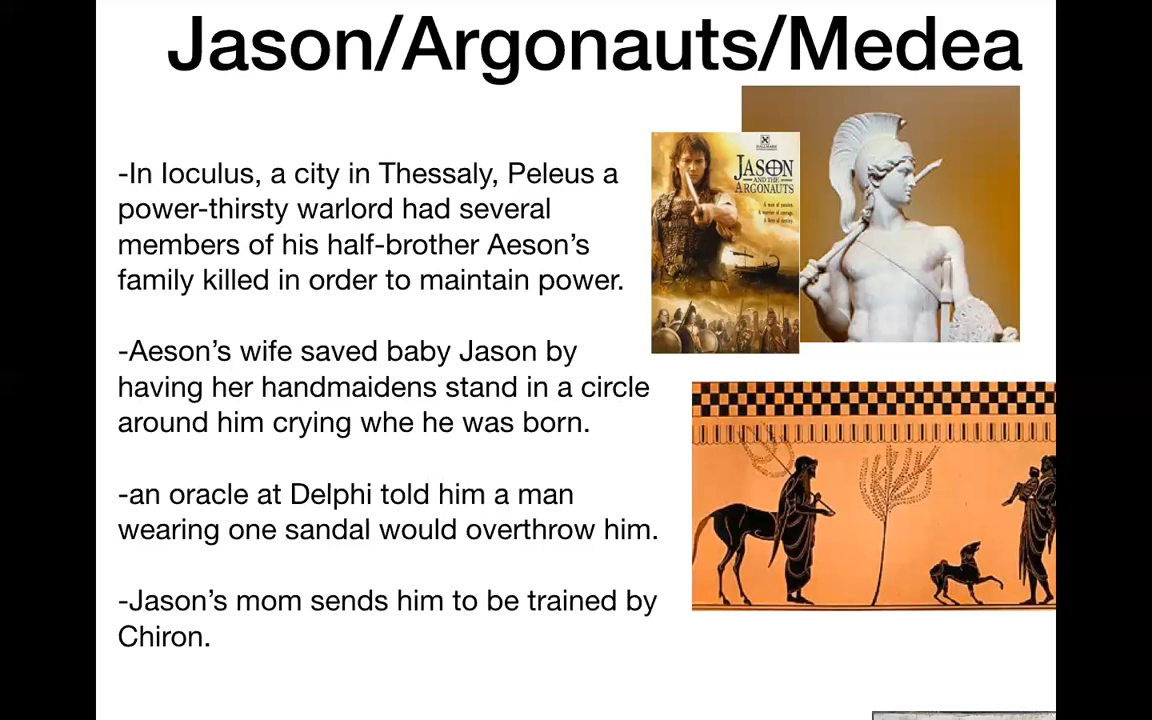 Jason/Argonauts/Medea
-In Ioculus, a city in Thessaly, Peleus a
power-thirsty warlord had several
members of his half-brother Aeson’s
family killed in order to maintain power.
-Aeson’s wife saved baby Jason by
having her handmaidens stand in a circle
around him crying whe he was born.
-an oracle at Delphi told him a man
wearing one sandal would overthrow him.
-Jason’s mom sends him to be trained by
Chiron.
JASON
AND THE
ARGONAUTS